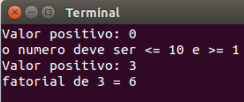 Terminal
Valor positivo: 0
o numero deve ser <= 10 e >= 1
Valor positivo: 3
fatorial de 3 = 6